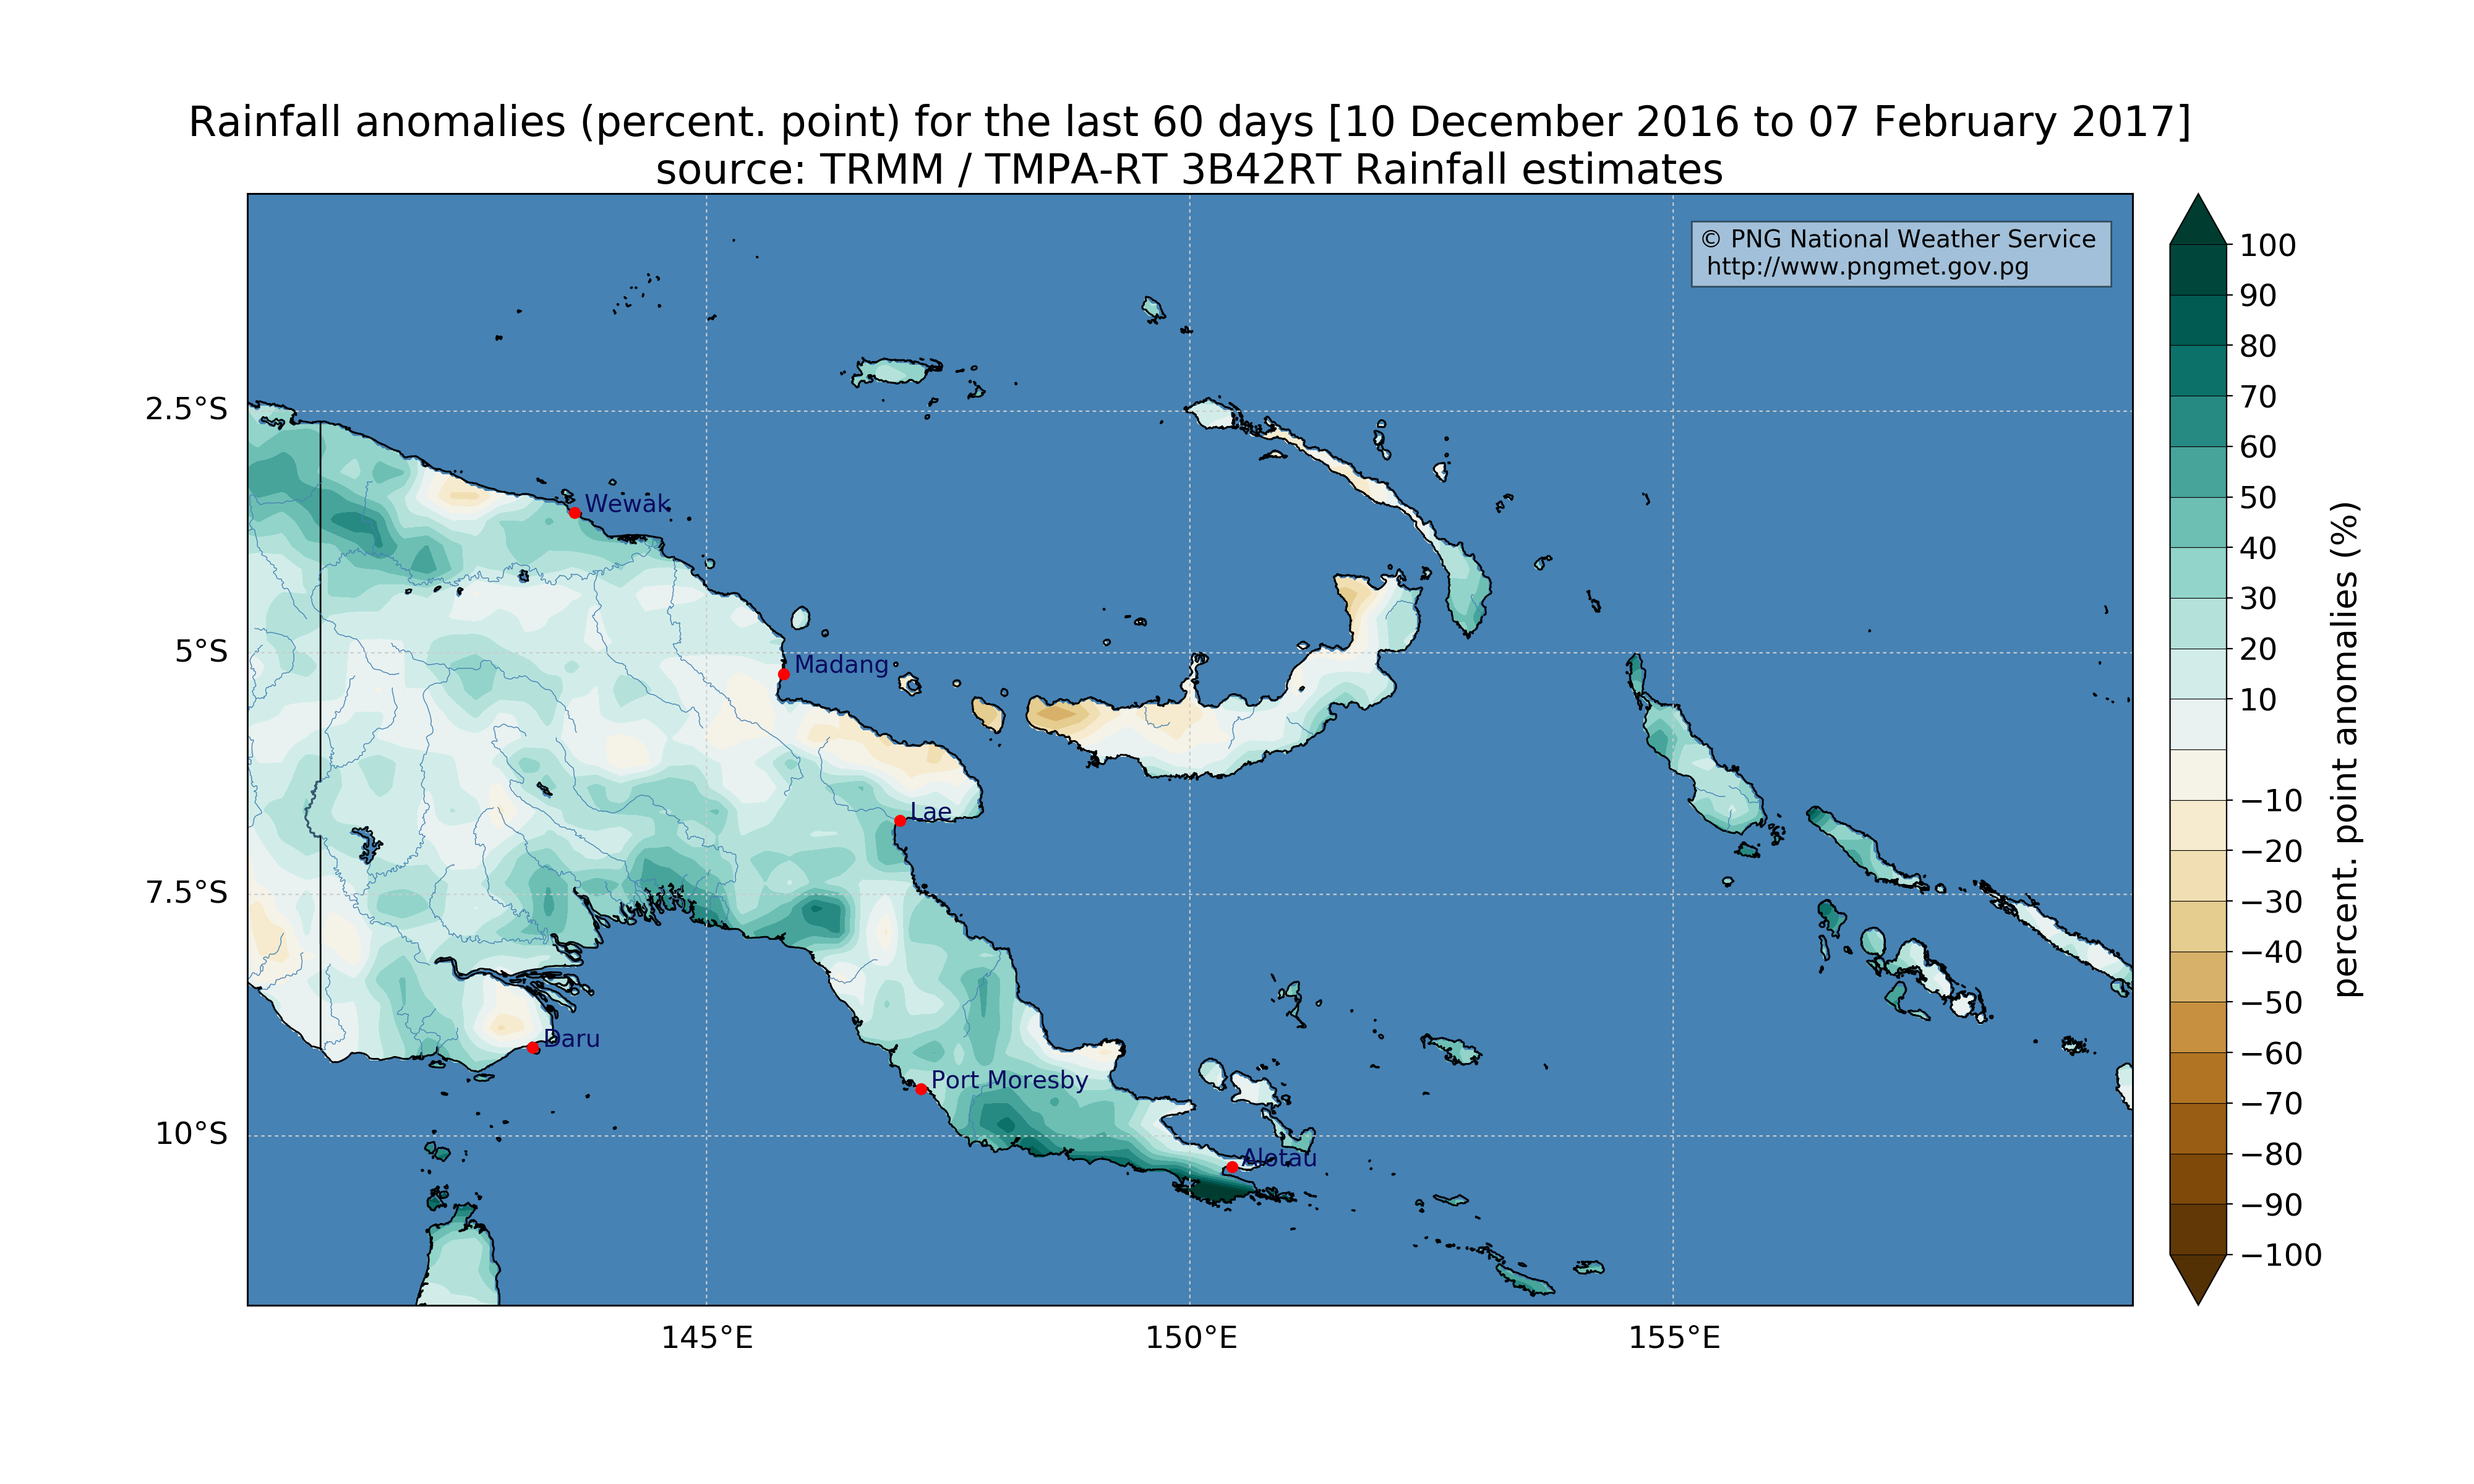 Rainfall anomalies (percent. point) for the last 60 days [10 December 2016 to 07 February 2017]
source: TRMM / TMPA-RT 3B42RT Rainfall estimates
© PNG National Weather Service
http://www.pngmet.gov.pg
2.5°S
5°S
7.5°S
10°S
145°E
150°E
155°E
Wewak
Madang
Lae
Daru
Port Moresby
Alotau
100
90
80
70
60
50
40
30
20
10
−10
−20
−30
−40
−50
−60
−70
−80
−90
−100
percent. point anomalies (%)